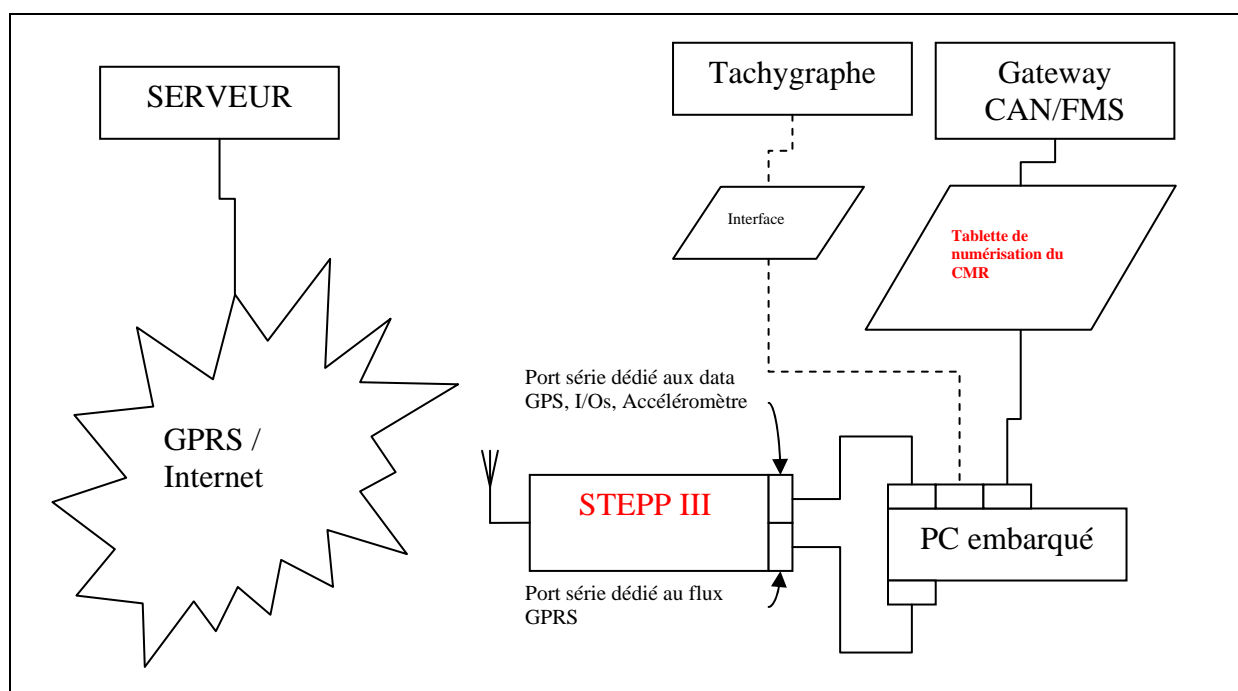 SERVEUR
Tachygraphe
Gateway
CAN/FMS
Interface
Tablette de
numérisation du
CMR
GPRS /
Internet
Port série dédié aux data
GPS, I/Os, Accéléromètre
STEPP III
PC embarqué
Port série dédié au flux
GPRS